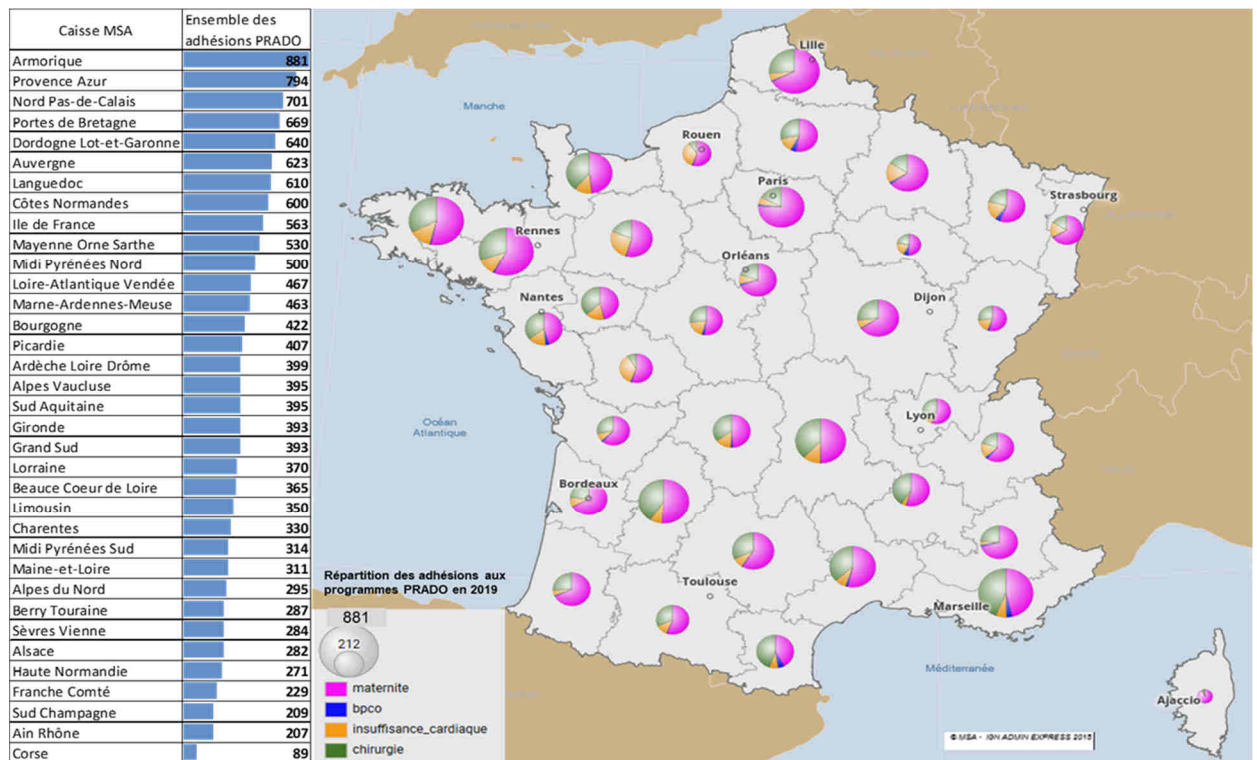 Caisse MSA
Ensemble des
adhésions PRADO
Armorique 881
Provence Azur 794
Nord Pas-de-Calais 701
Portes de Bretagne 669
Dordogne Lot-et-Garonne 640
Auvergne 623
Languedoc 610
Côtes Normandes 600
Ile de France 563
Mayenne Orne Sarthe 530
Midi Pyrénées Nord 500
Loire-Atlantique Vendée 467
Marne-Ardennes-Meuse 463
Bourgogne 422
Picardie 407
Ardèche Loire Drôme 399
Alpes Vaucluse 395
Sud Aquitaine 395
Gironde 393
Grand Sud 393
Lorraine 370
Beauce Coeur de Loire 365
Limousin 350
Charentes 330
Midi Pyrénées Sud 314
Maine-et-Loire 311
Alpes du Nord 295
Berry Touraine 287
Sèvres Vienne 284
Alsace 282
Haute Normandie 271
Franche Comté 229
Sud Champagne 209
Ain Rhône 207
Corse 89
Lille
Manche
Rouen
Paris
Strasbourg
Rennes
Orléans
Nantes
Dijon
Océan
Atlantique
Lyon
Bordeaux
Toulouse
Marseille
Méditerranée
Ajaccio
Répartition des adhésions aux
programmes PRADO en 2019
881
212
maternite
bpco
insuffisance_cardiaque
chirurgie